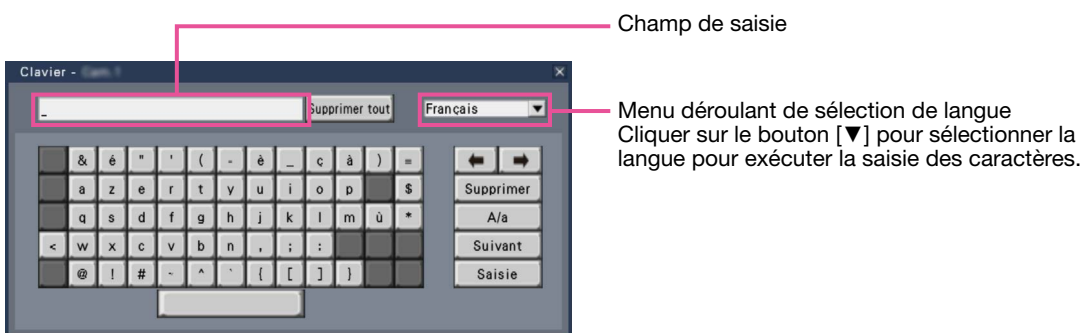 Champ de saisie
Clavier -
_ Supprimer tout Français ▼
Menu déroulant de sélection de langue
Cliquer sur le bouton [▼] pour sélectionner la
langue pour exécuter la saisie des caractères.
& é " ' ( - è _ ç à ) = ← →
a z e r t y u i o p $ Supprimer
q s d f g h j k l m ù * A/a
< w x c v b n , ; : Suivant
@ ! # ~ ^ ` { [ ] } Saisie